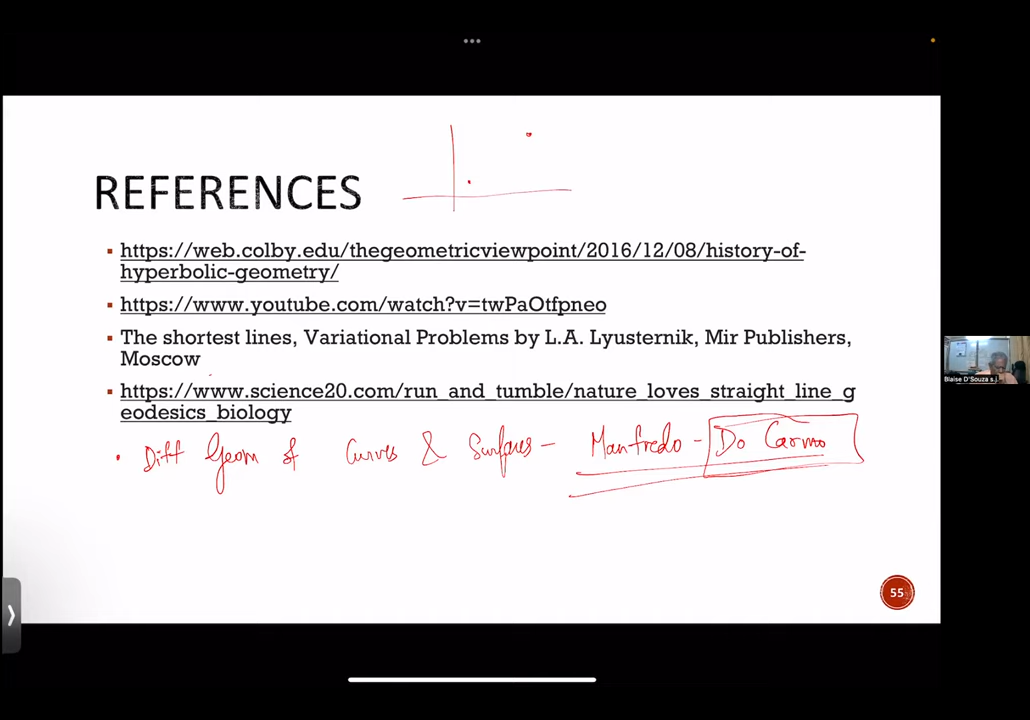 REFERENCES
https://web.colby.edu/thegeometricviewpoint/2016/12/08/history-of-
hyperbolic-geometry/
https://www.youtube.com/watch?v=twPaOtfpneo
The shortest lines, Variational Problems by L.A. Lyusternik, Mir Publishers,
Moscow
https://www.science20.com/run_and_tumble/nature_loves_straight_line_g
eodesics_biology
Diff Geom of Curves & Surfaces - Manfredo - Do Carmo
55
Blaise D'Souza s.j.